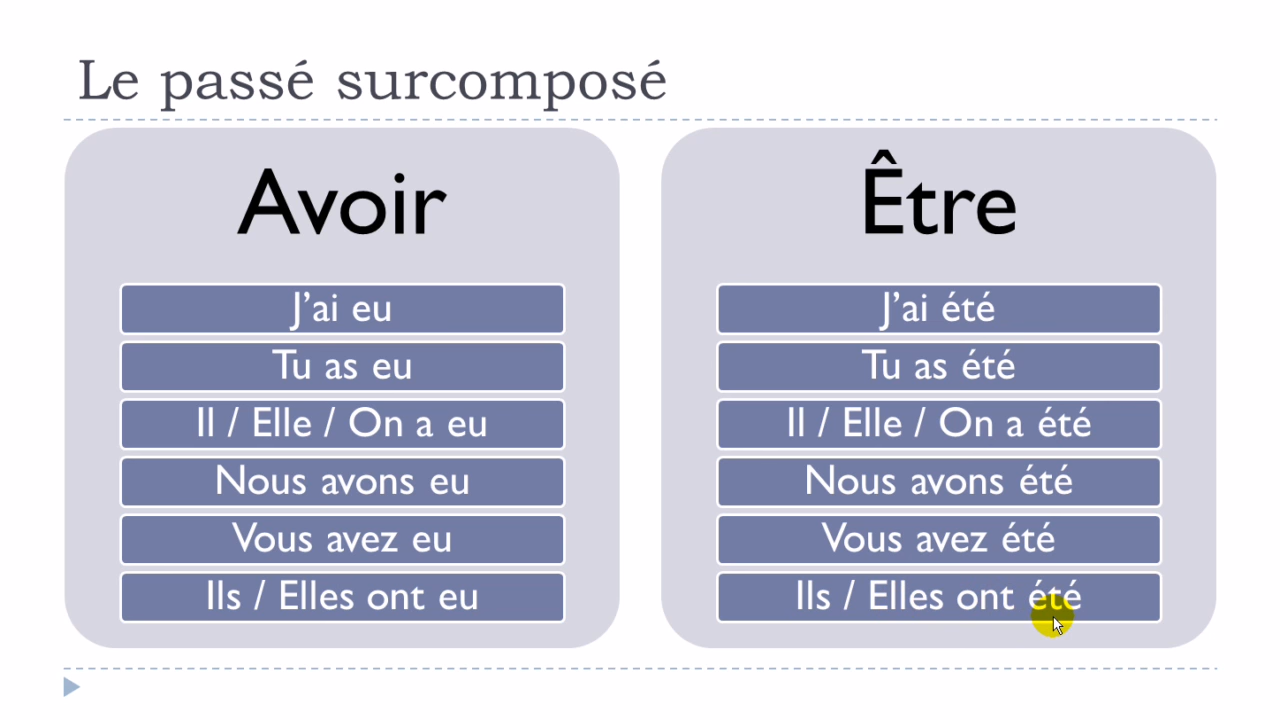 Le passé surcomposé
Avoir
J'ai eu
Tu as eu
Il / Elle / On a eu
Nous avons eu
Vous avez eu
Ils / Elles ont eu
Être
J'ai été
Tu as été
Il / Elle / On a été
Nous avons été
Vous avez été
Ils / Elles ont été